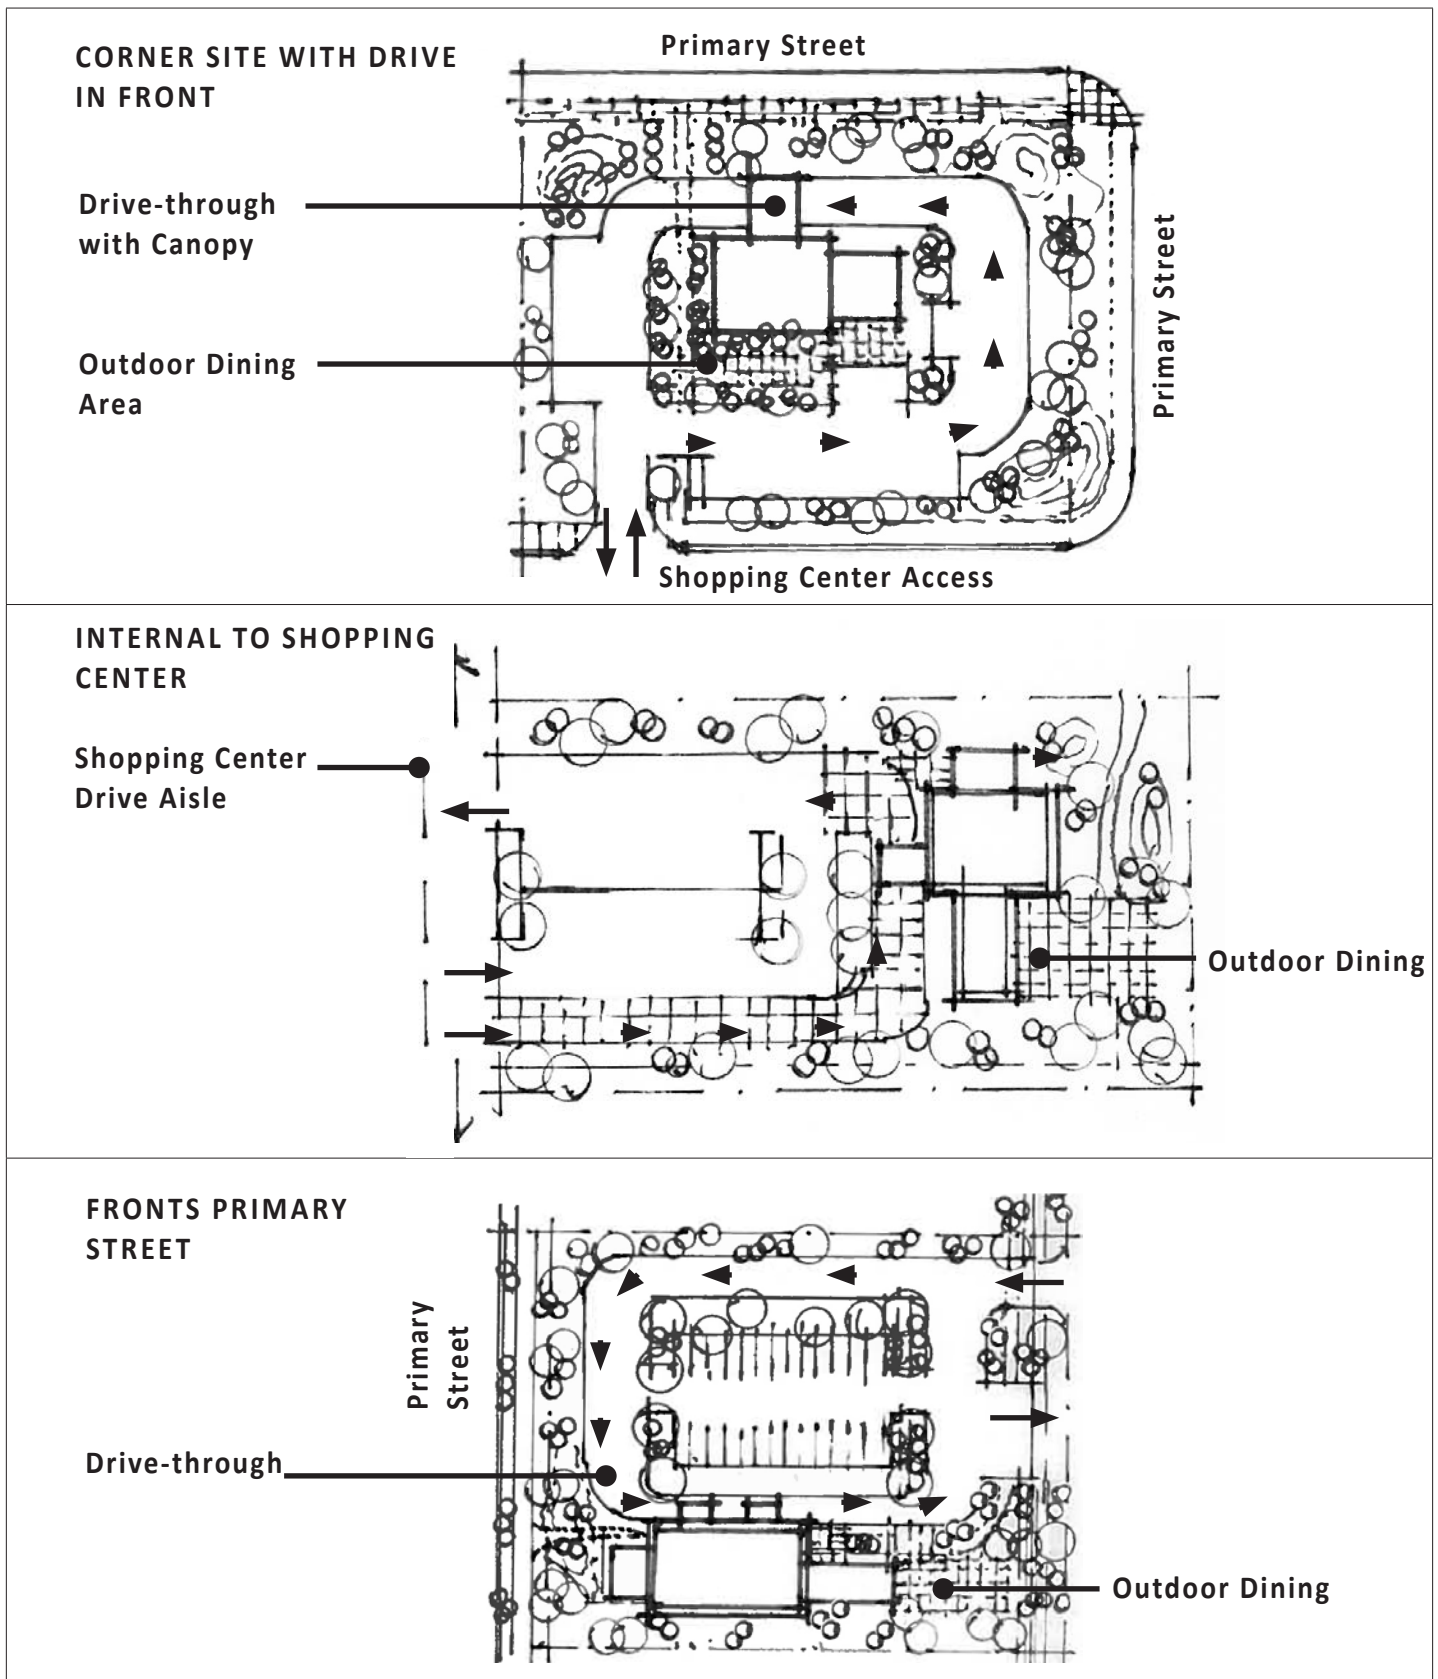 CORNER SITE WITH DRIVE
IN FRONT
Primary Street
Drive-through
with Canopy
Primary Street
Outdoor Dining
Area
Shopping Center Access
INTERNAL TO SHOPPING
CENTER
Shopping Center
Drive Aisle
Outdoor Dining
FRONTS PRIMARY
STREET
Primary
Street
Drive-through
Outdoor Dining